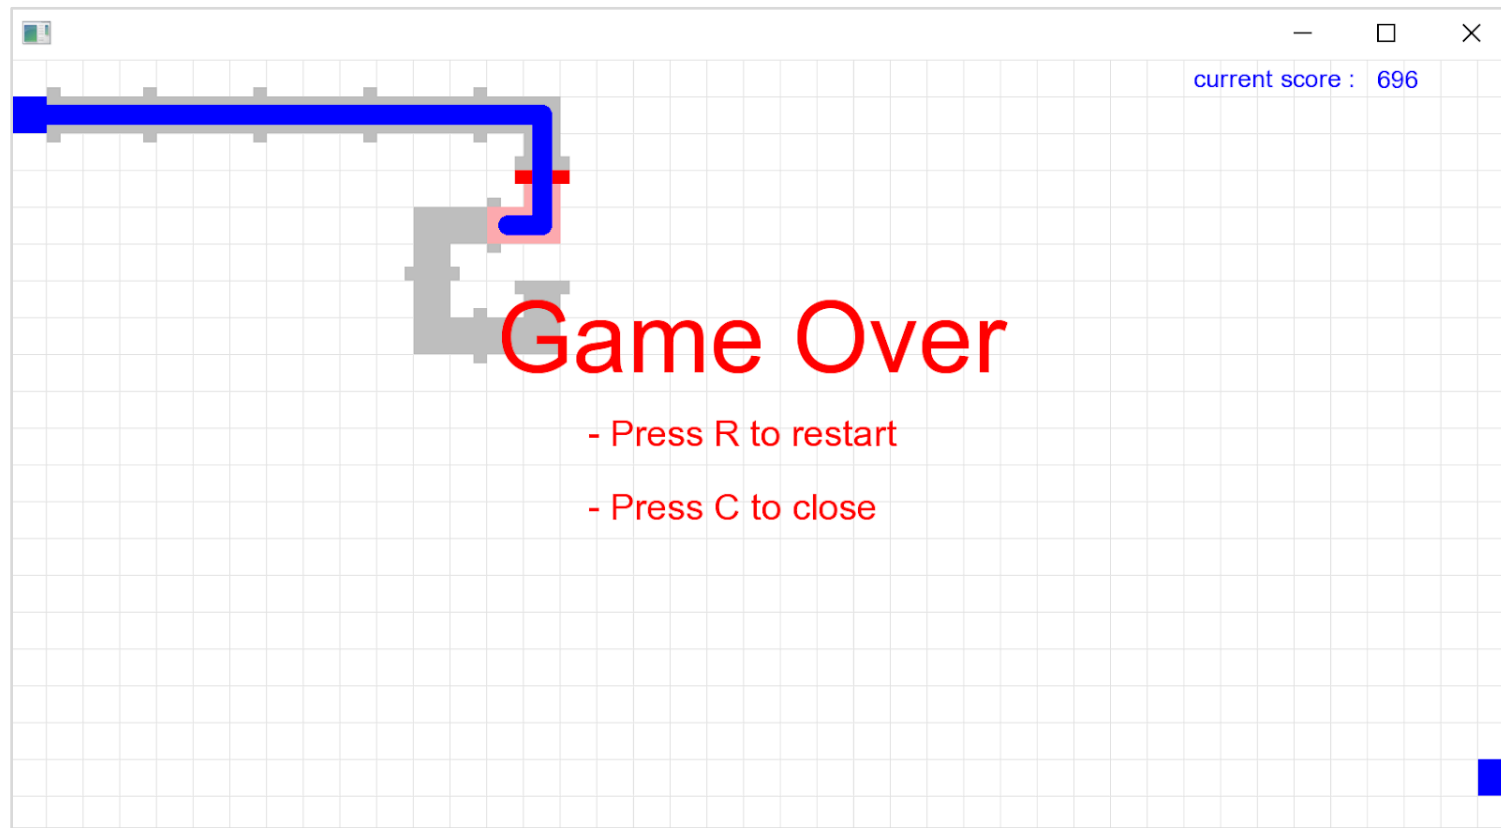 current score : 696
Game Over
- Press R to restart
- Press C to close